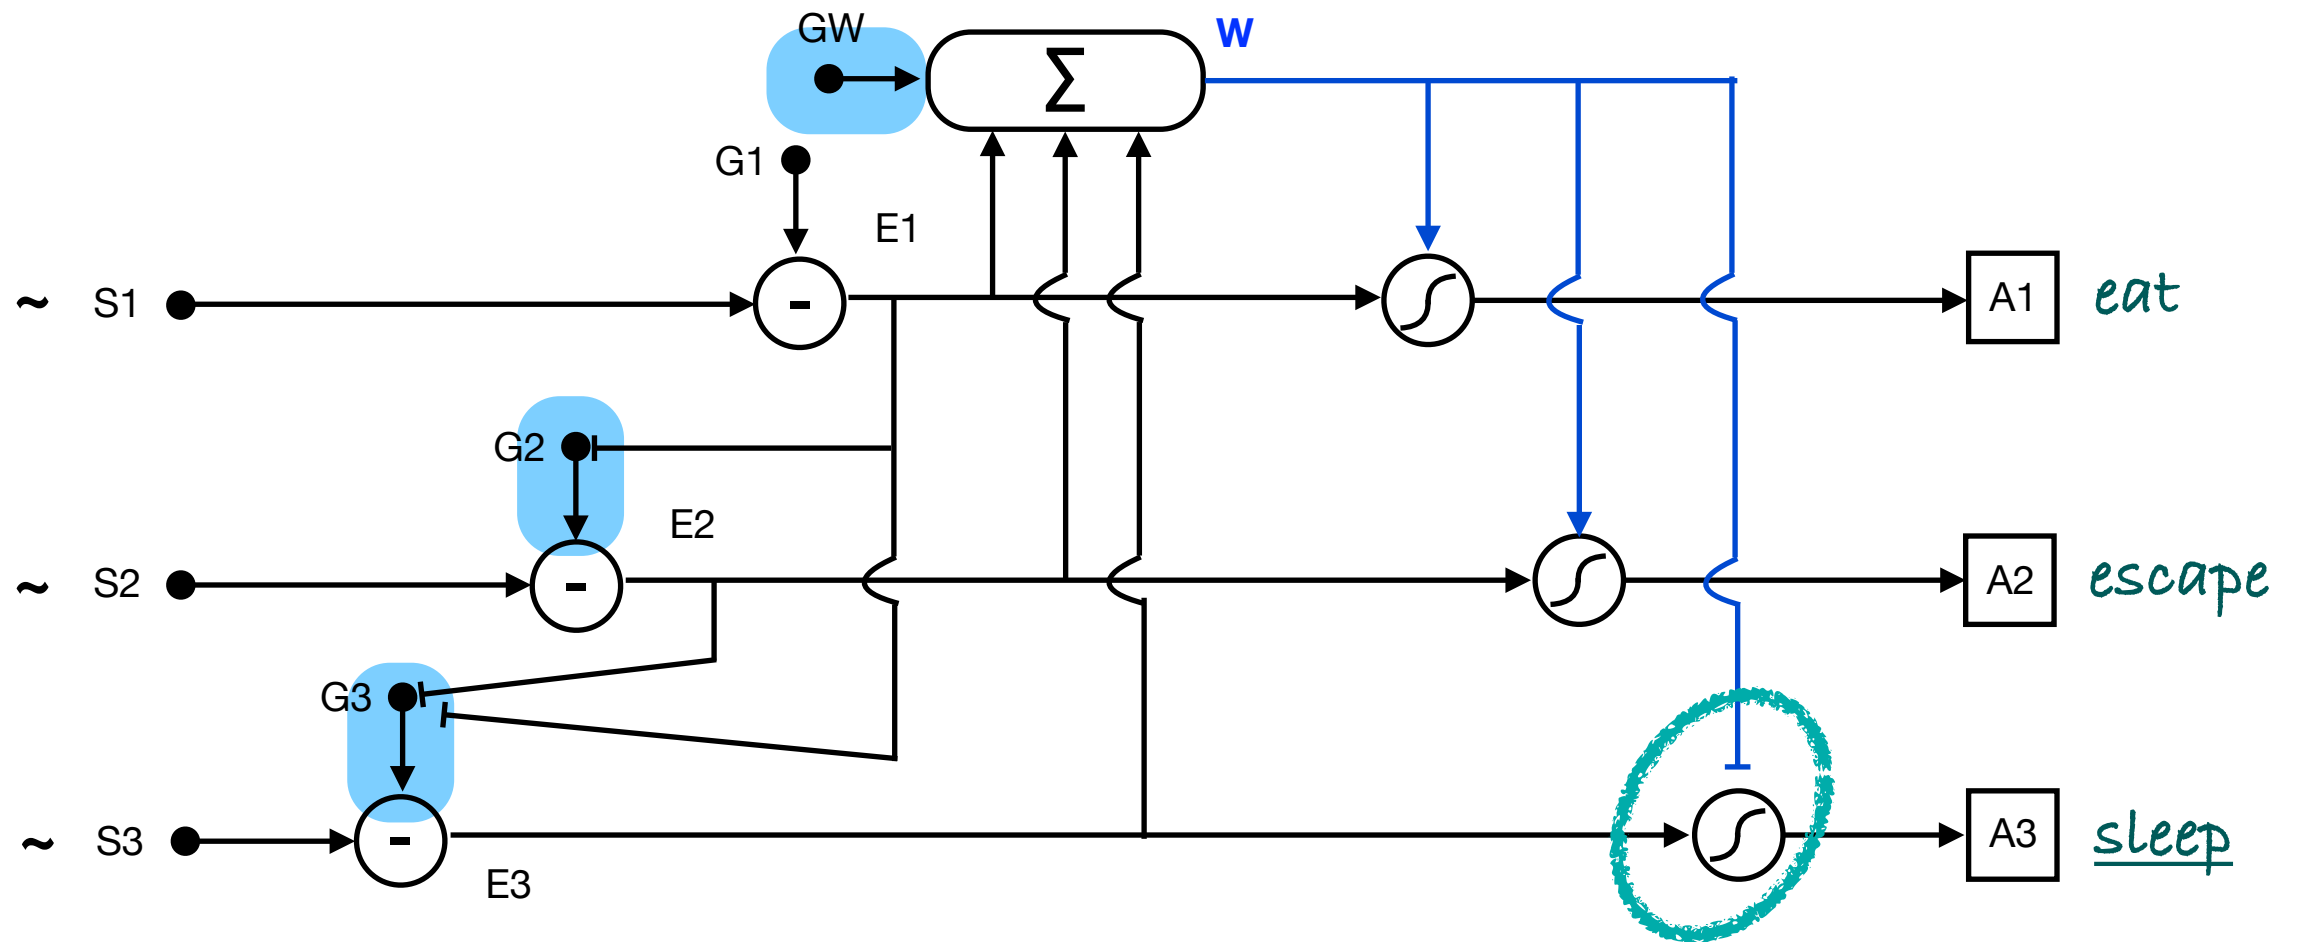 GW
Σ
W
G1
E1
~ S1
-
A1 eat
G2
E2
~ S2
-
A2 escape
G3
~ S3
-
E3
A3 sleep